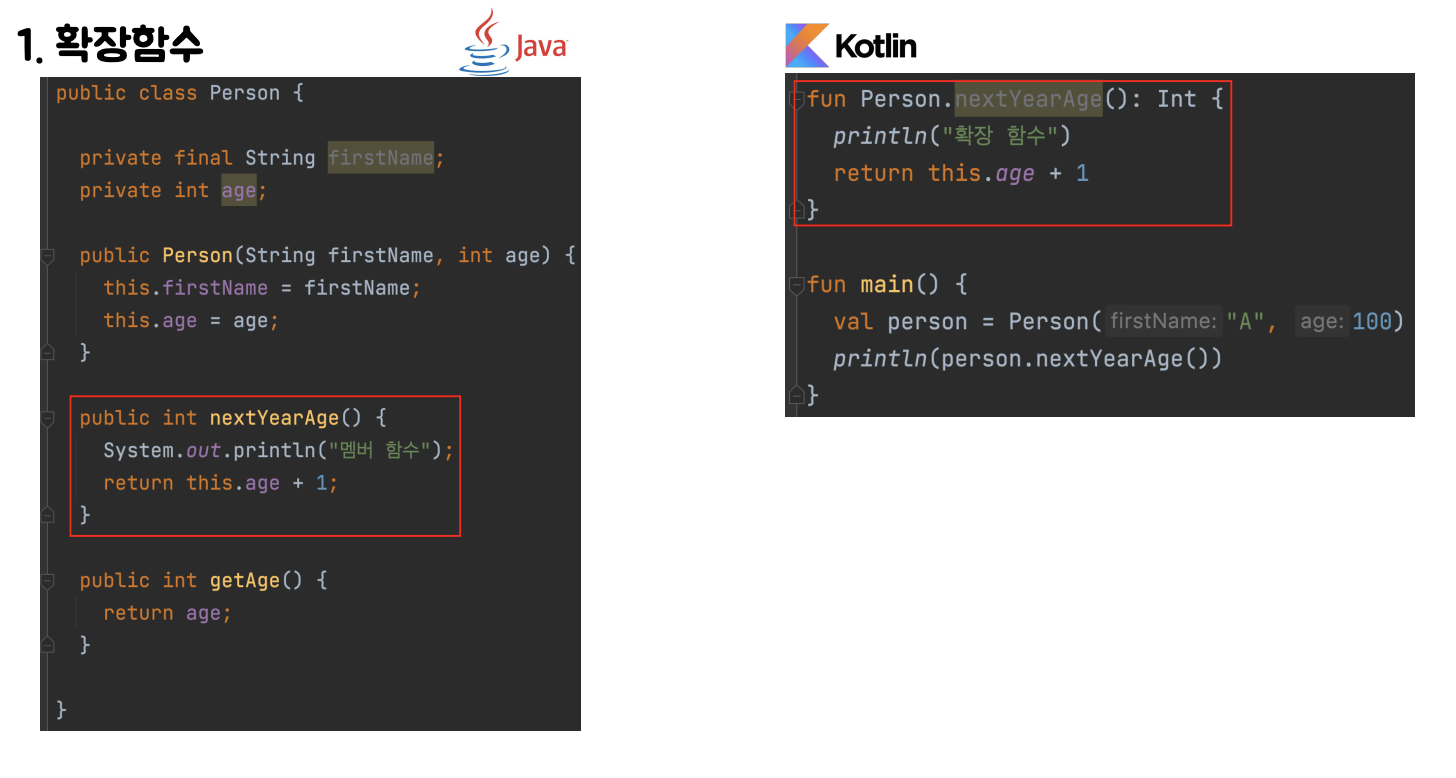 1. 확장함수
Java
public class Person {
private final String firstName;
private int age;
public Person(String firstName, int age) {
this.firstName = firstName;
this.age = age;
}
public int nextYearAge() {
System.out.println("멤버 함수");
return this.age + 1;
}
public int getAge() {
return age;
}
}
Kotlin
fun Person.nextYearAge(): Int {
println("확장 함수")
return this.age + 1
}
fun main() {
val person = Person( firstName: "A", age: 100)
println(person.nextYearAge())
}